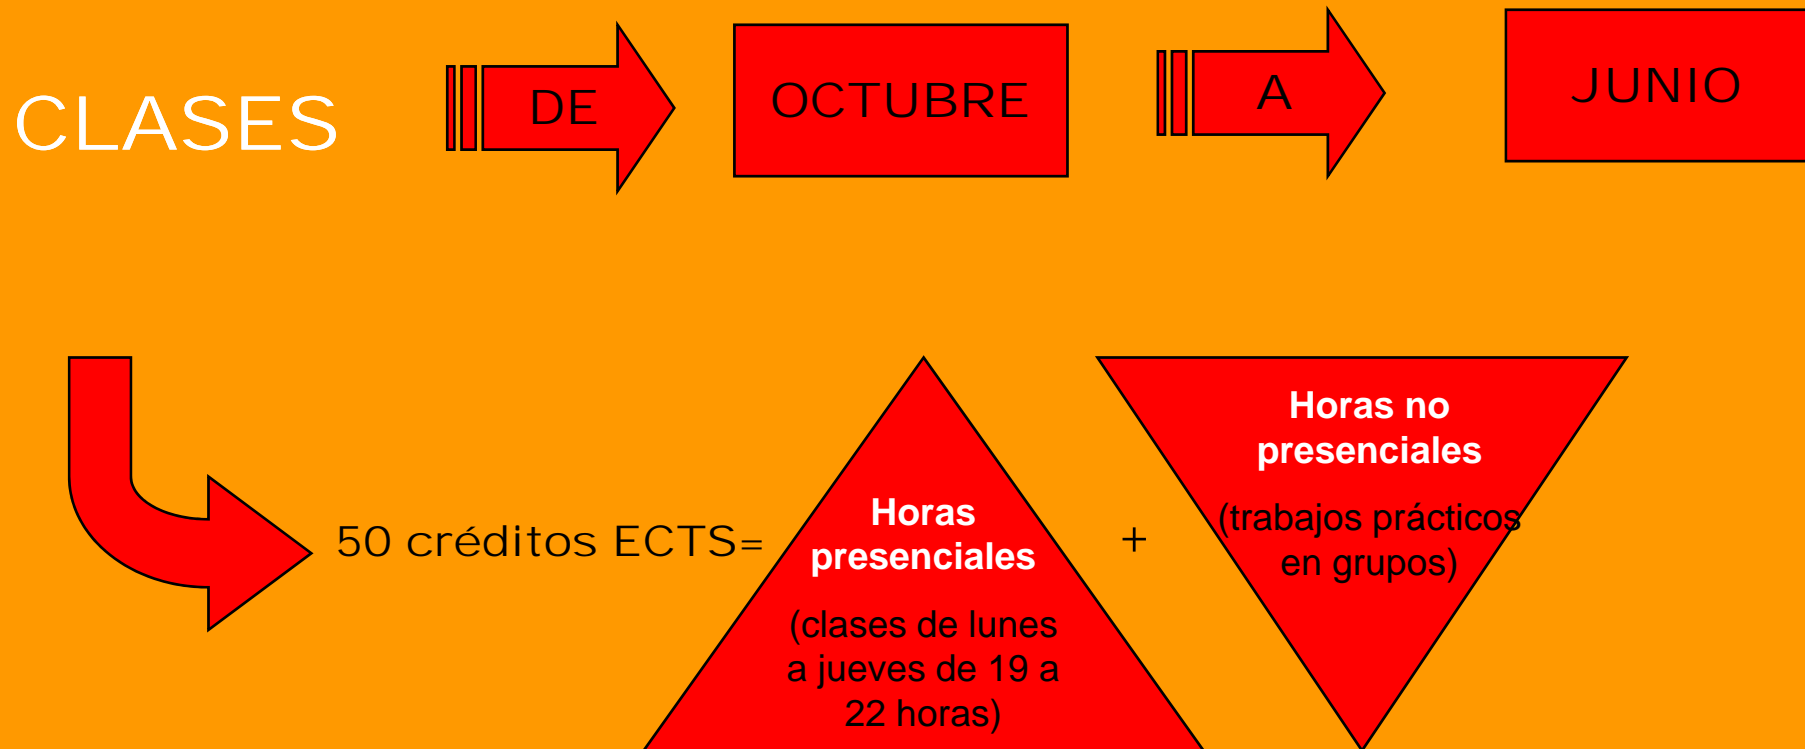 CLASES
DE
OCTUBRE
A
JUNIO
50 créditos ECTS=
Horas
presenciales
(clases de lunes
a jueves de 19 a
22 horas)
+
Horas no
presenciales
(trabajos prácticos
en grupos)